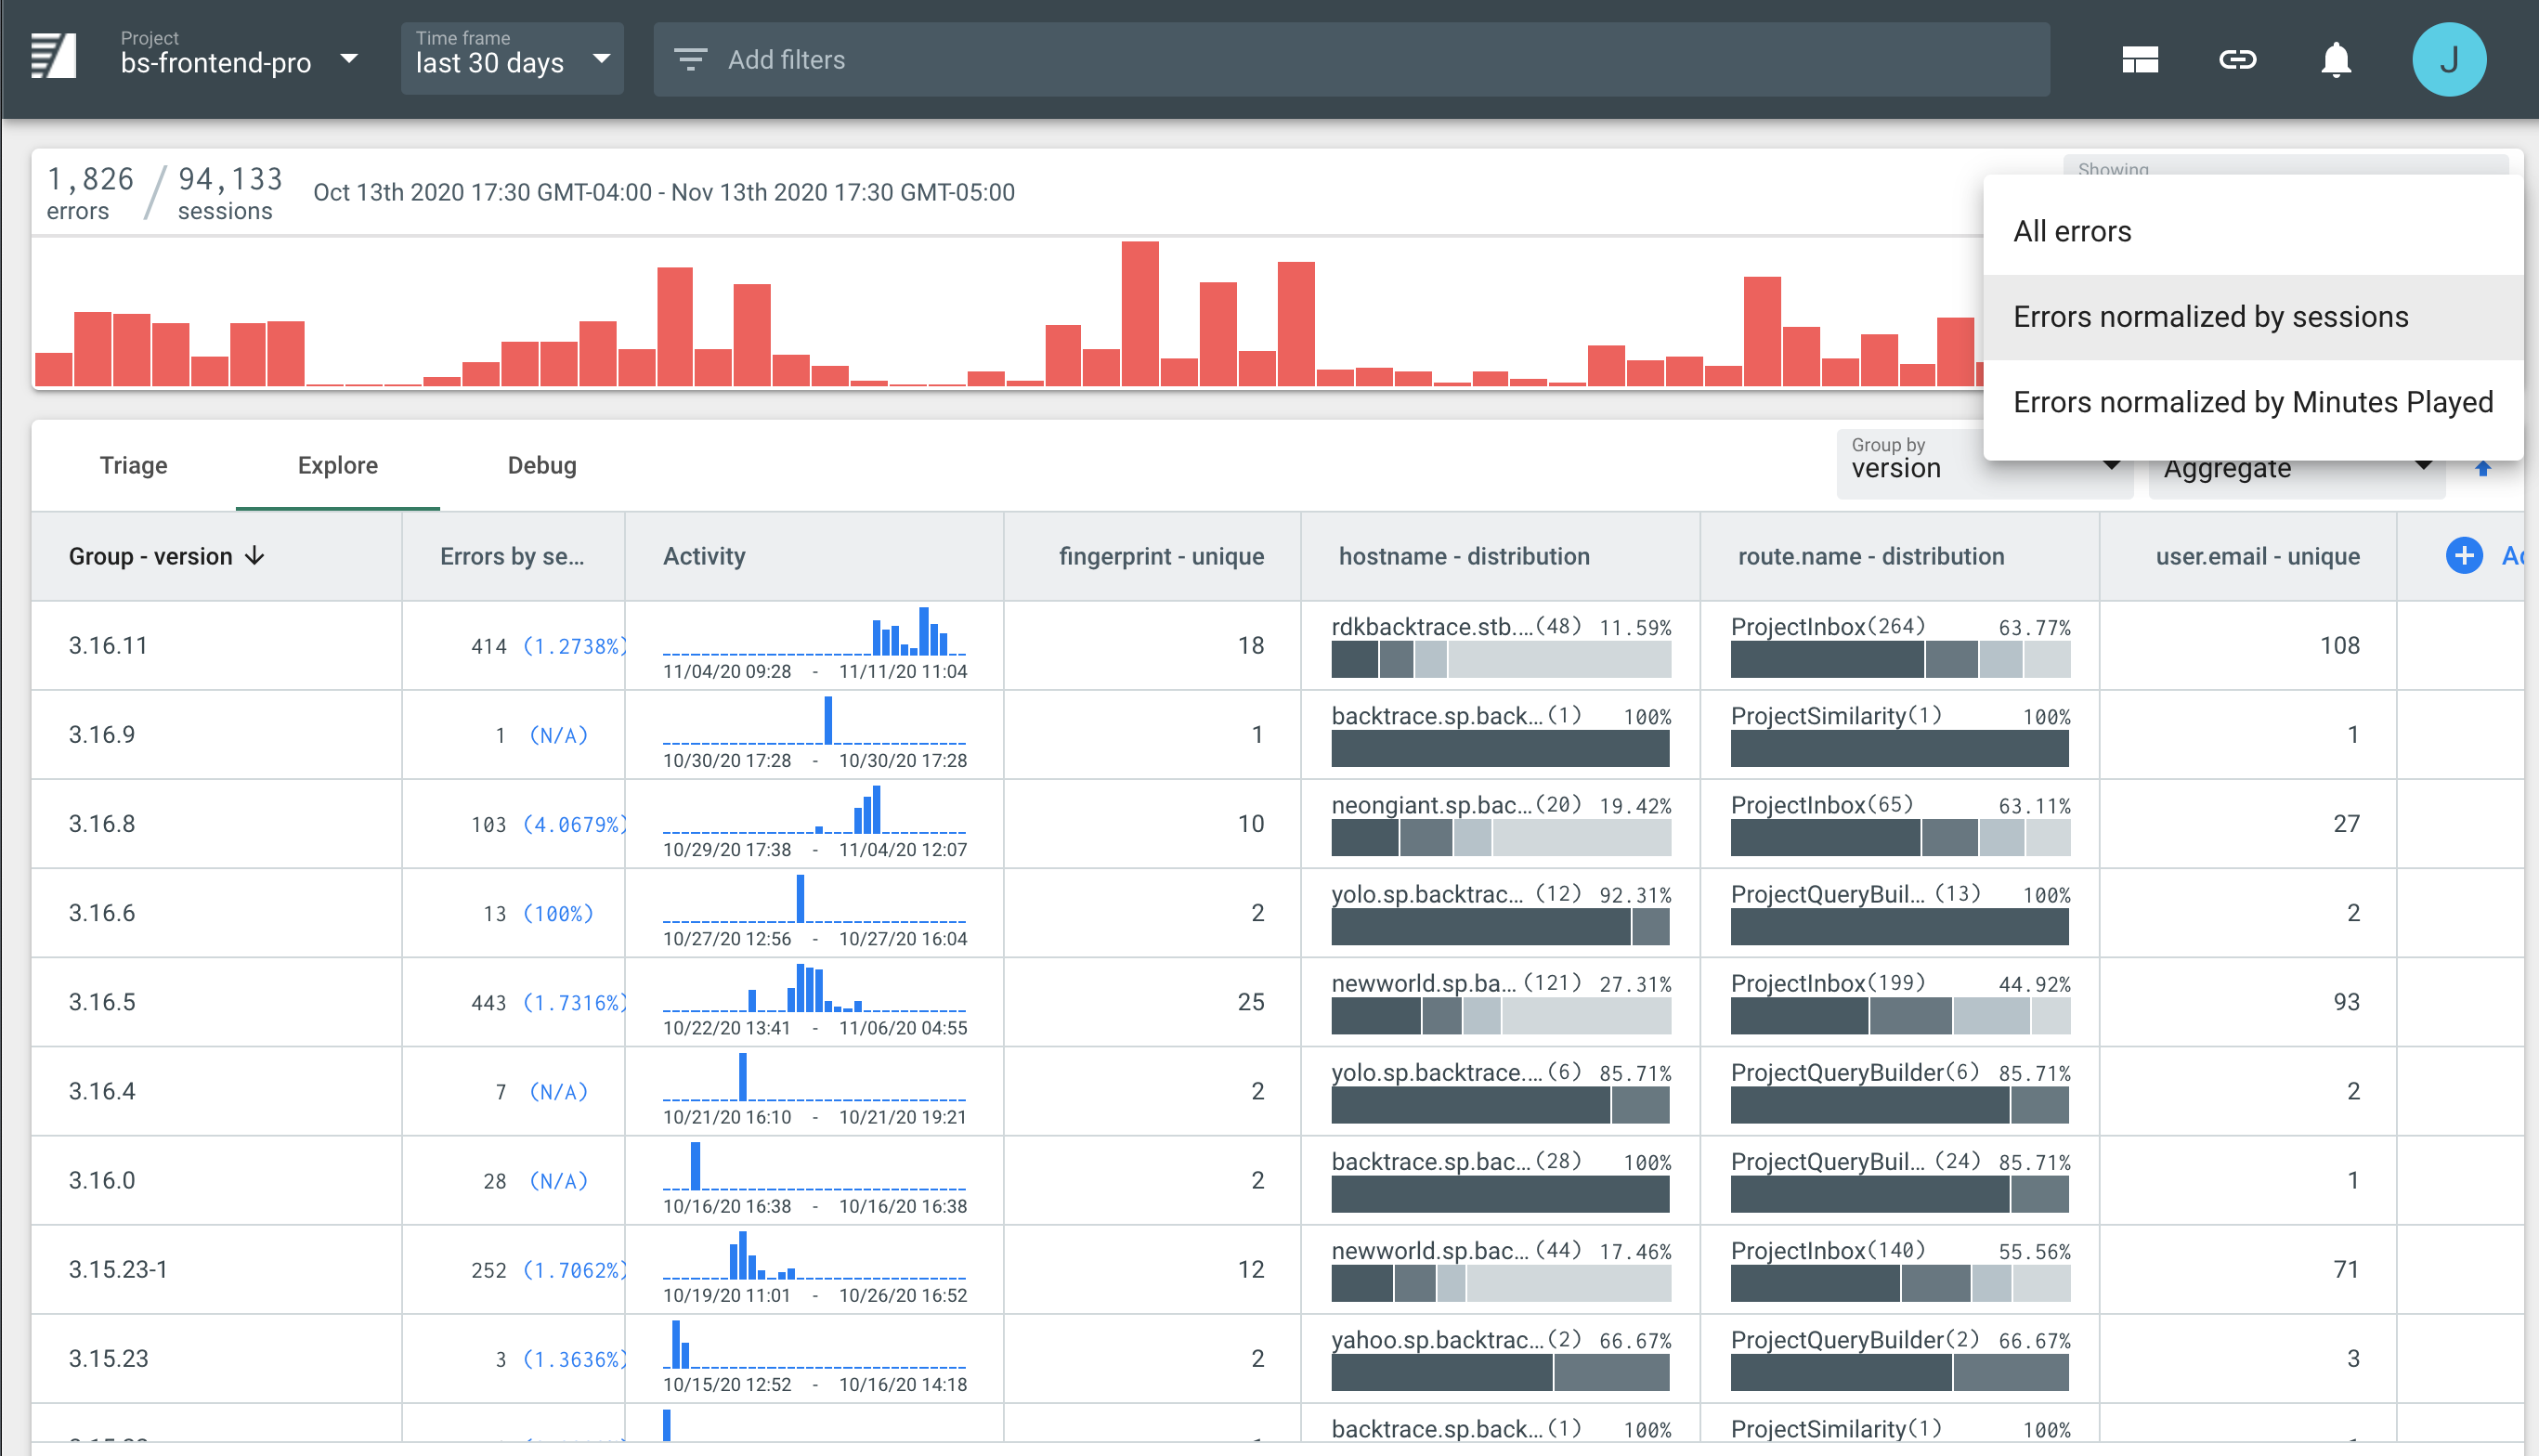 Project
bs-frontend-pro
Time frame
last 30 days
Add filters
J
1,826
errors
94,133
sessions
Oct 13th 2020 17:30 GMT-04:00 - Nov 13th 2020 17:30 GMT-05:00
Showing
All errors
Errors normalized by sessions
Errors normalized by Minutes Played
Triage
Explore
Debug
Group by
version
Aggregate
Group - version
Errors by se...
Activity
fingerprint - unique
hostname - distribution
route.name - distribution
user.email - unique
3.16.11
414 (1.2738%)
11/04/20 09:28 - 11/11/20 11:04
18
rdkbacktrace.stb.... (48) 11.59%
ProjectInbox (264) 63.77%
108
3.16.9
1 (N/A)
10/30/20 17:28 - 10/30/20 17:28
1
backtrace.sp.back... (1) 100%
ProjectSimilarity (1) 100%
1
3.16.8
103 (4.0679%)
10/29/20 17:38 - 11/04/20 12:07
10
neongiant.sp.bac... (20) 19.42%
ProjectInbox (65) 63.11%
27
3.16.6
13 (100%)
10/27/20 12:56 - 10/27/20 16:04
2
yolo.sp.backtrac... (12) 92.31%
ProjectQueryBuil... (13) 100%
2
3.16.5
443 (1.7316%)
10/22/20 13:41 - 11/06/20 04:55
25
newworld.sp.ba... (121) 27.31%
ProjectInbox (199) 44.92%
93
3.16.4
7 (N/A)
10/21/20 16:10 - 10/21/20 19:21
2
yolo.sp.backtrace.... (6) 85.71%
ProjectQueryBuilder (6) 85.71%
2
3.16.0
28 (N/A)
10/16/20 16:38 - 10/16/20 16:38
2
backtrace.sp.bac... (28) 100%
ProjectQueryBuil... (24) 85.71%
1
3.15.23-1
252 (1.7062%)
10/19/20 11:01 - 10/26/20 16:52
12
newworld.sp.bac... (44) 17.46%
ProjectInbox (140) 55.56%
71
3.15.23
3 (1.3636%)
10/15/20 12:52 - 10/16/20 14:18
2
yahoo.sp.backtrac... (2) 66.67%
ProjectQueryBuilder (2) 66.67%
3
backtrace.sp.back... (1) 100%
ProjectSimilarity (1) 100%